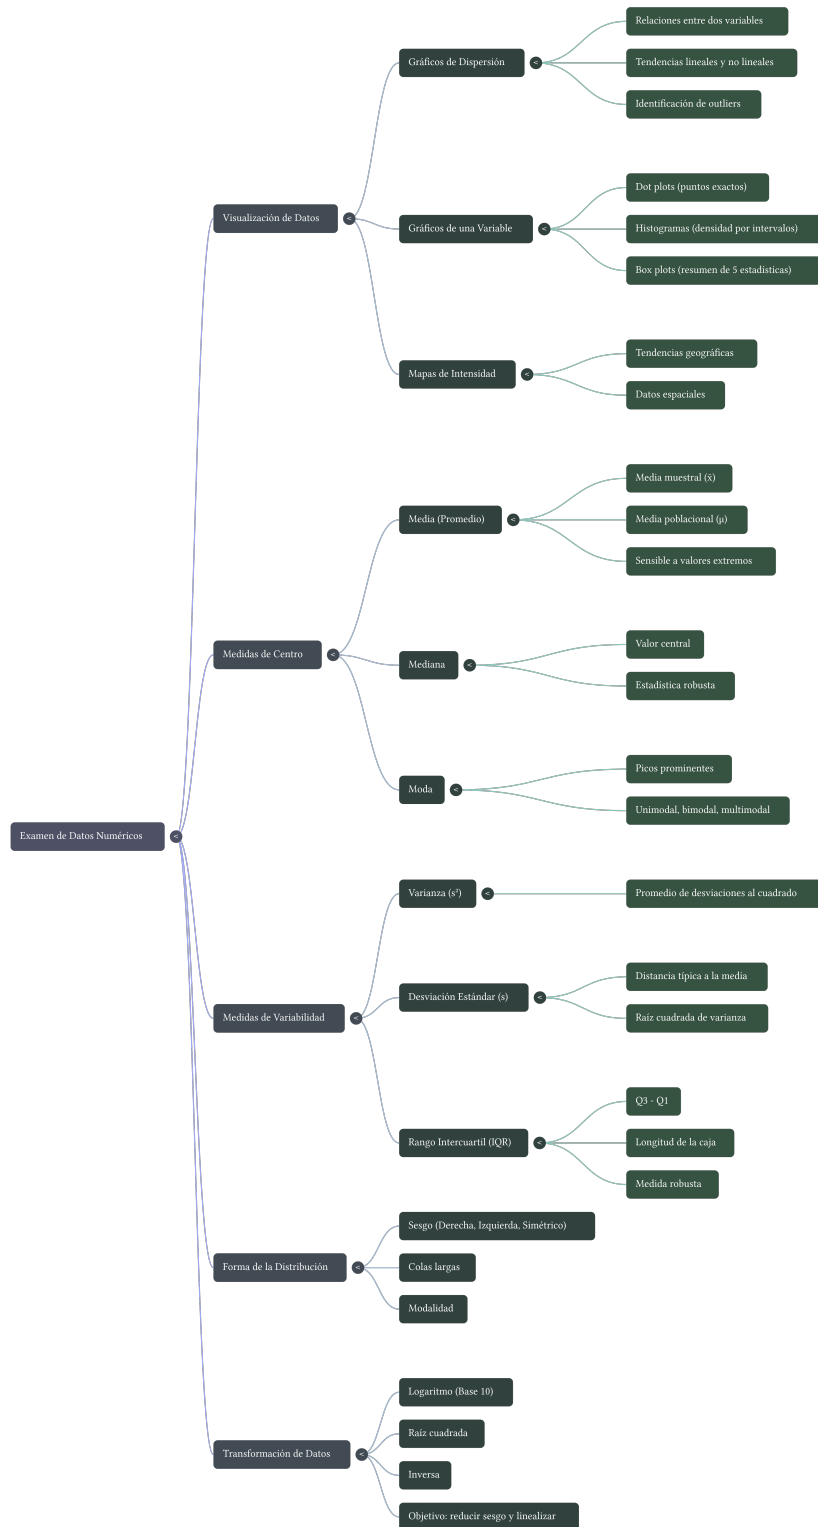 Examen de Datos Numéricos
Visualización de Datos
Gráficos de Dispersión
Relaciones entre dos variables
Tendencias lineales y no lineales
Identificación de outliers
Gráficos de una Variable
Dot plots (puntos exactos)
Histogramas (densidad por intervalos)
Box plots (resumen de 5 estadísticas)
Mapas de Intensidad
Tendencias geográficas
Datos espaciales
Medidas de Centro
Media (Promedio)
Media muestral (x̄)
Media poblacional (μ)
Sensible a valores extremos
Mediana
Valor central
Estadística robusta
Moda
Picos prominentes
Unimodal, bimodal, multimodal
Medidas de Variabilidad
Varianza (s²)
Promedio de desviaciones al cuadrado
Desviación Estándar (s)
Distancia típica a la media
Raíz cuadrada de varianza
Rango Intercuartil (IQR)
Q3 - Q1
Longitud de la caja
Medida robusta
Forma de la Distribución
Sesgo (Derecha, Izquierda, Simétrico)
Colas largas
Modalidad
Transformación de Datos
Logaritmo (Base 10)
Raíz cuadrada
Inversa
Objetivo: reducir sesgo y linealizar